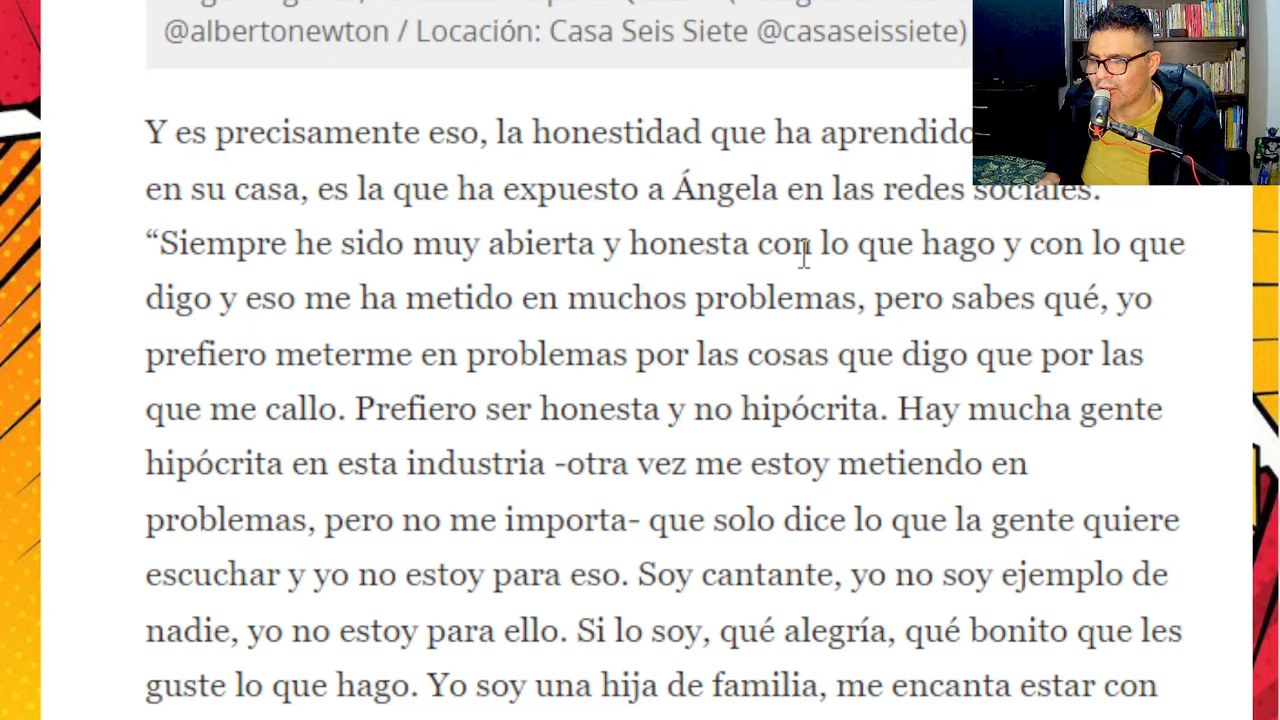 @albertonewton / Locación: Casa Seis Siete @casaseissiete)
Y es precisamente eso, la honestidad que ha aprendido
en su casa, es la que ha expuesto a Ángela en las redes sociales.
“Siempre he sido muy abierta y honesta con lo que hago y con lo que
digo y eso me ha metido en muchos problemas, pero sabes qué, yo
prefiero meterme en problemas por las cosas que digo que por las
que me callo. Prefiero ser honesta y no hipócrita. Hay mucha gente
hipócrita en esta industria -otra vez me estoy metiendo en
problemas, pero no me importa- que solo dice lo que la gente quiere
escuchar y yo no estoy para eso. Soy cantante, yo no soy ejemplo de
nadie, yo no estoy para ello. Si lo soy, qué alegría, qué bonito que les
guste lo que hago. Yo soy una hija de familia, me encanta estar con